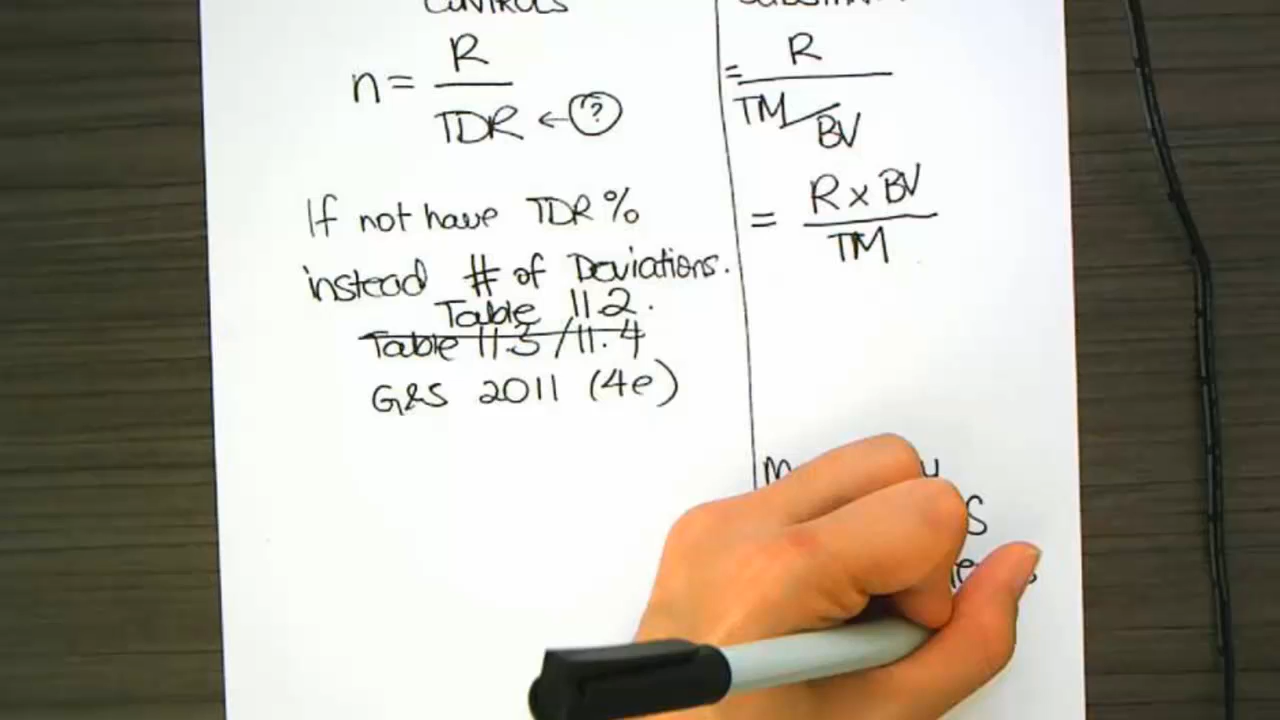 CONTROLS
n = R
TDR ← ?
If not have TDR %
instead # of Deviations.
Table 11.2.
Table 11.3 / 11.4
G&S 2011 (4e)
= R
TM/BV
= R x BV
TM